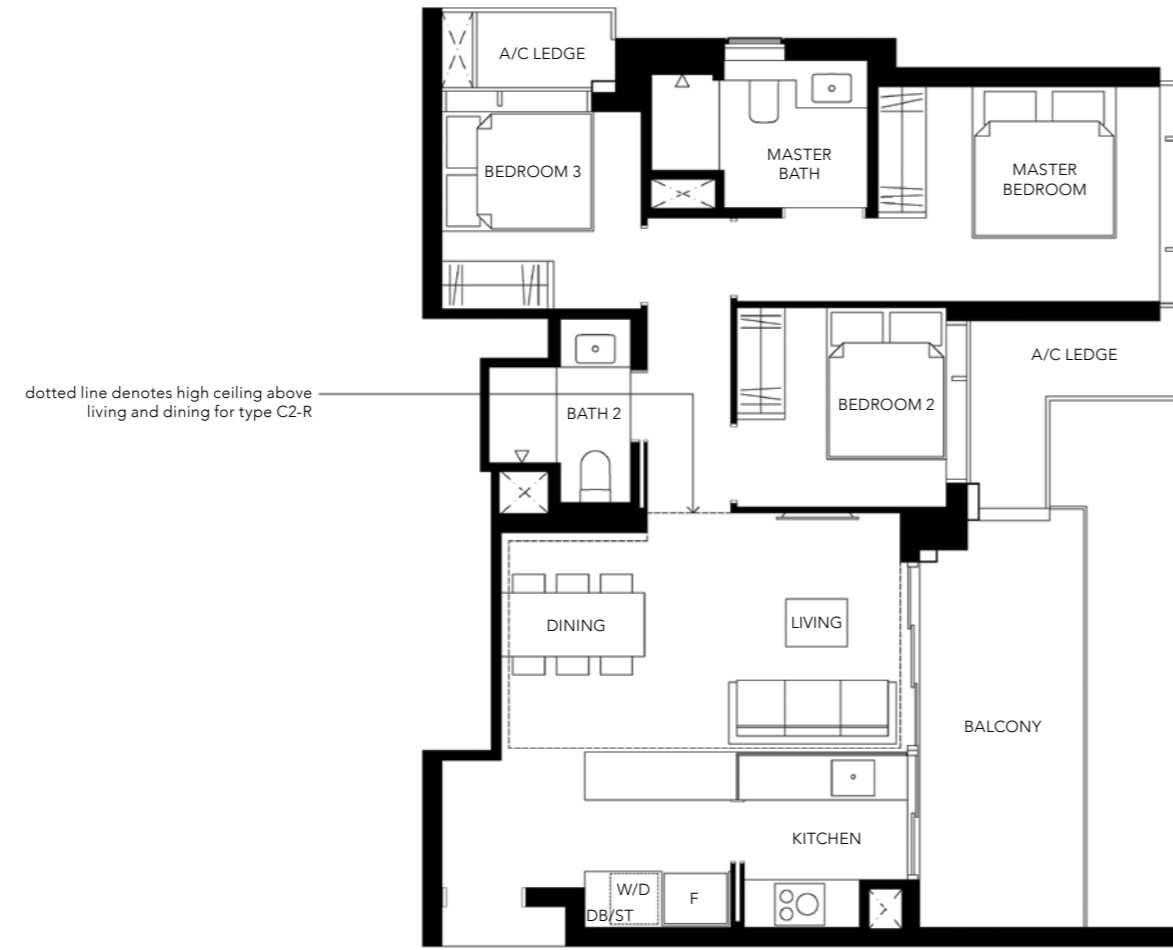 A/C LEDGE
BEDROOM 3
MASTER
BATH
MASTER
BEDROOM
A/C LEDGE
dotted line denotes high ceiling above
living and dining for type C2-R
BATH 2
BEDROOM 2
DINING
LIVING
BALCONY
KITCHEN
W/D
F
DB/ST